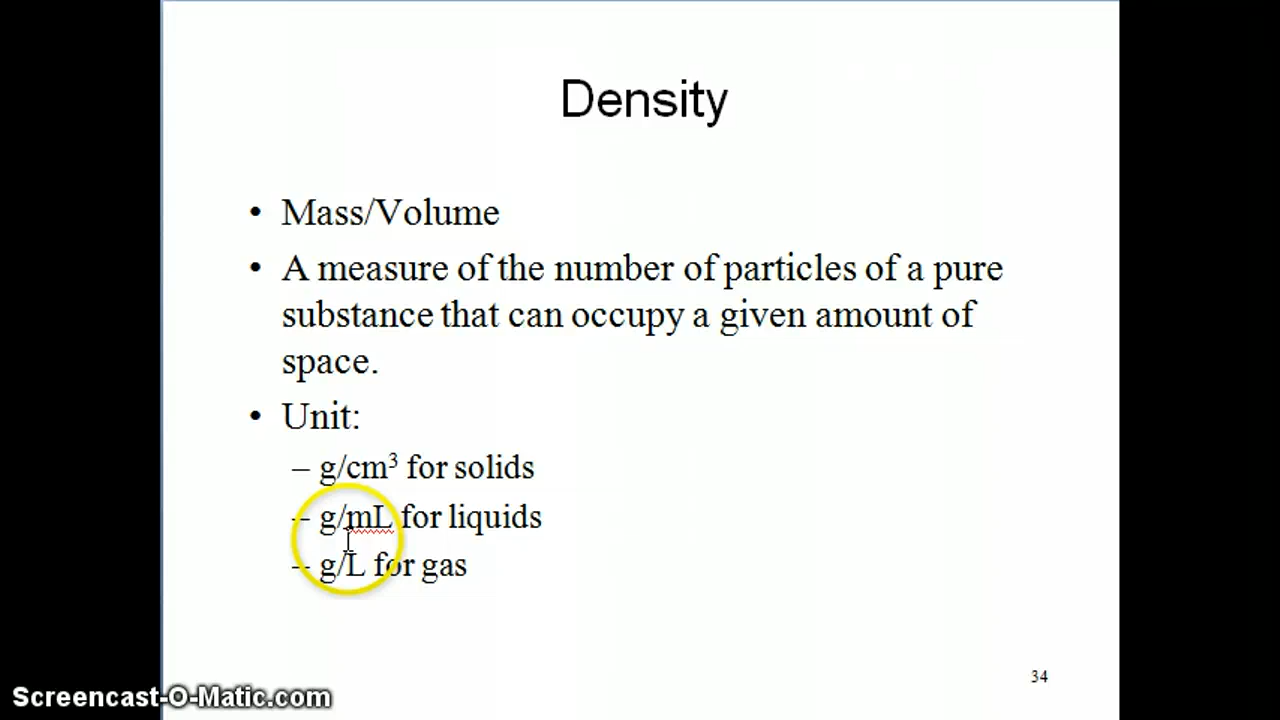 Density
• Mass/Volume
• A measure of the number of particles of a pure
substance that can occupy a given amount of
space.
• Unit:
– g/cm³ for solids
– g/mL for liquids
– g/L for gas
34
Screencast-O-Matic.com